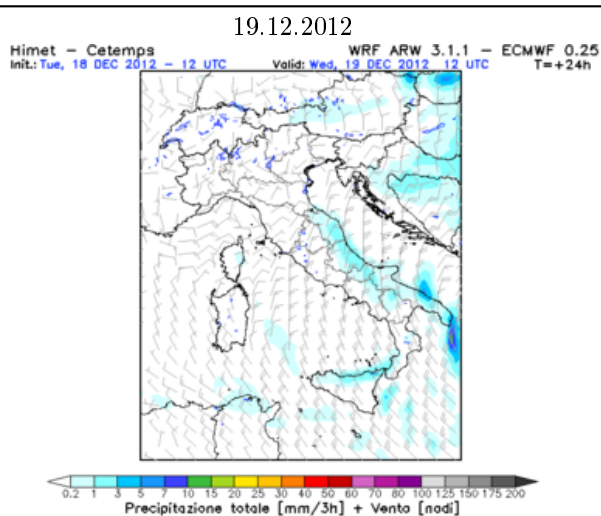 19.12.2012
Himet – Cetemps WRF ARW 3.1.1 – ECMWF 0.25
Init.: Tue, 18 DEC 2012 – 12 UTC Valid: Wed, 19 DEC 2012 12 UTC T=+24h
0.2 1 3 5 7 10 15 20 25 30 40 50 60 70 80 100 125 150 175 200
Precipitazione totale [mm/3h] + Vento [nodi]